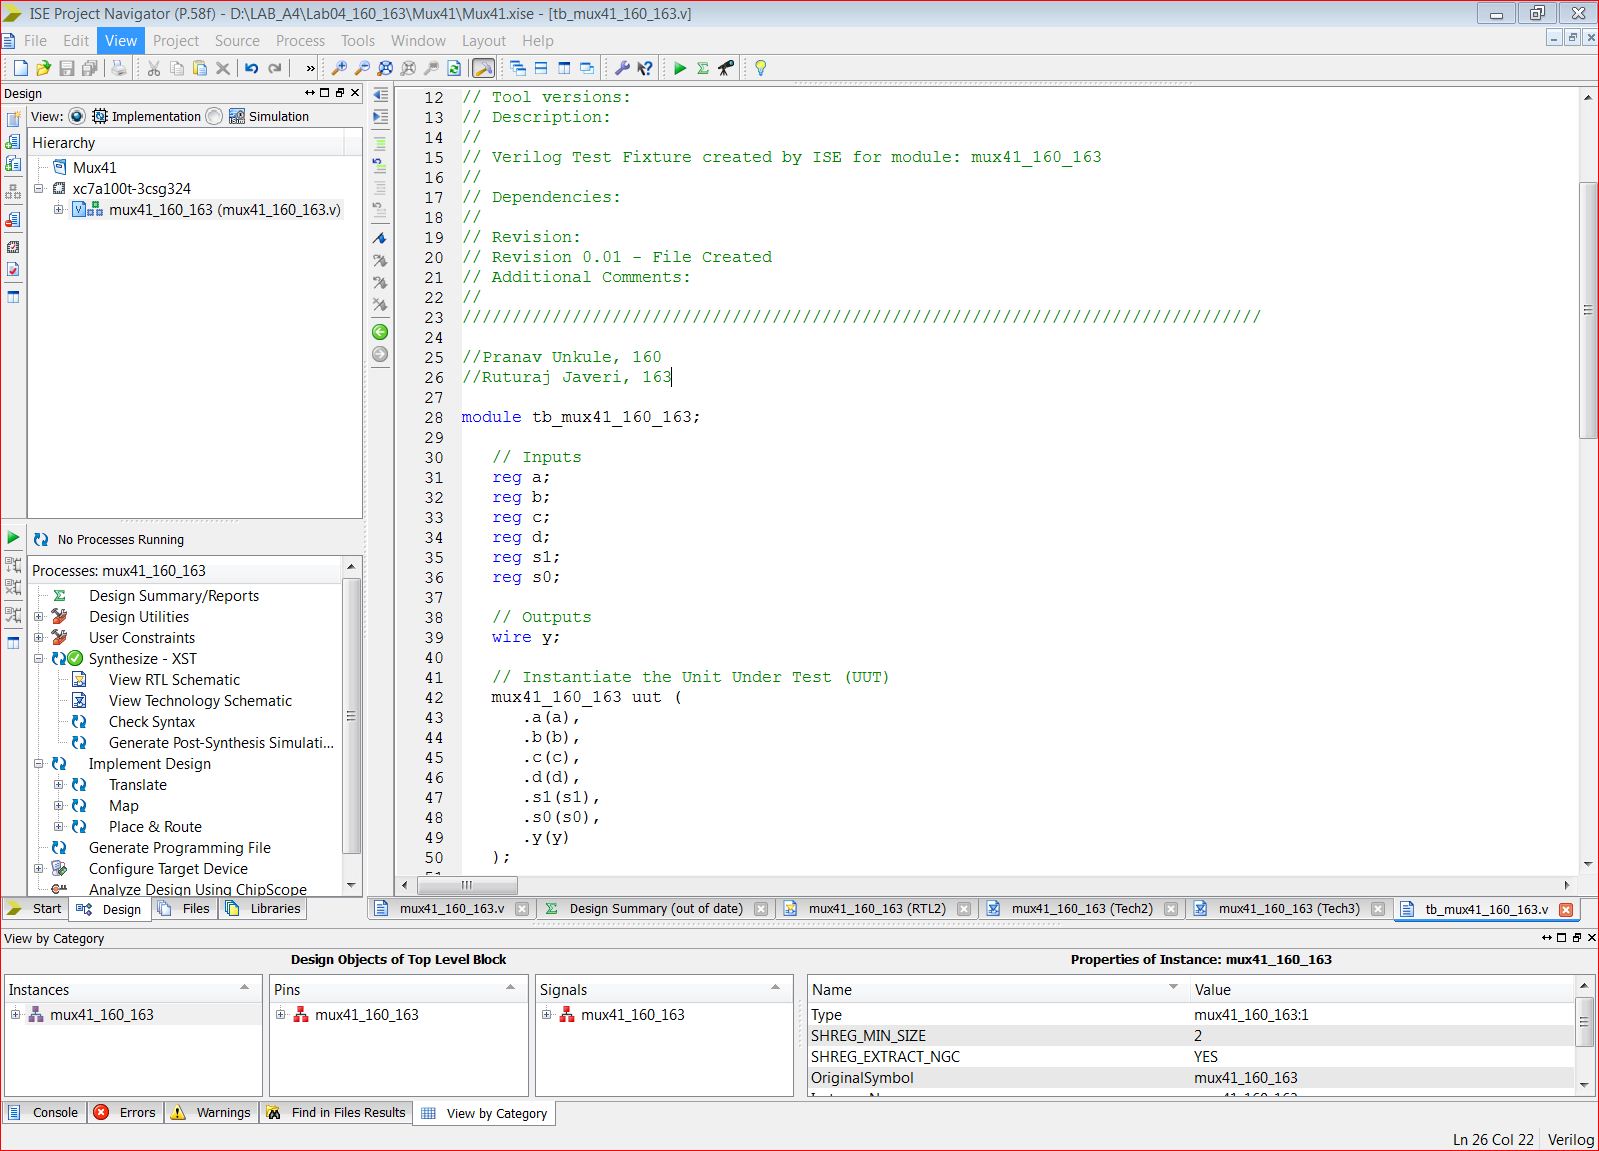 ISE Project Navigator (P.58f) - D:\LAB_A4\Lab04_160_163\Mux41\Mux41.xise - [tb_mux41_160_163.v]
File Edit View Project Source Process Tools Window Layout Help
Design
View: Implementation Simulation
Hierarchy
Mux41
xc7a100t-3csg324
mux41_160_163 (mux41_160_163.v)
No Processes Running
Processes: mux41_160_163
Design Summary/Reports
Design Utilities
User Constraints
Synthesize - XST
View RTL Schematic
View Technology Schematic
Check Syntax
Generate Post-Synthesis Simulati...
Implement Design
Translate
Map
Place & Route
Generate Programming File
Configure Target Device
Analyze Design Using ChipScope
Start Design Files Libraries
12 // Tool versions:
13 // Description:
14 //
15 // Verilog Test Fixture created by ISE for module: mux41_160_163
16 //
17 // Dependencies:
18 //
19 // Revision:
20 // Revision 0.01 - File Created
21 // Additional Comments:
22 //
23 ////////////////////////////////////////////////////////////////////////////////
24
25 //Pranav Unkule, 160
26 //Ruturaj Javeri, 163
27
28 module tb_mux41_160_163;
29
30 // Inputs
31 reg a;
32 reg b;
33 reg c;
34 reg d;
35 reg s1;
36 reg s0;
37
38 // Outputs
39 wire y;
40
41 // Instantiate the Unit Under Test (UUT)
42 mux41_160_163 uut (
43 .a(a),
44 .b(b),
45 .c(c),
46 .d(d),
47 .s1(s1),
48 .s0(s0),
49 .y(y)
50 );
mux41_160_163.v Design Summary (out of date) mux41_160_163 (RTL2) mux41_160_163 (Tech2) mux41_160_163 (Tech3) tb_mux41_160_163.v
View by Category
Design Objects of Top Level Block
Properties of Instance: mux41_160_163
Instances Pins Signals Name Value
mux41_160_163 mux41_160_163 mux41_160_163 Type mux41_160_163:1
SHREG_MIN_SIZE 2
SHREG_EXTRACT_NGC YES
OriginalSymbol mux41_160_163
Console Errors Warnings Find in Files Results View by Category
Ln 26 Col 22 Verilog